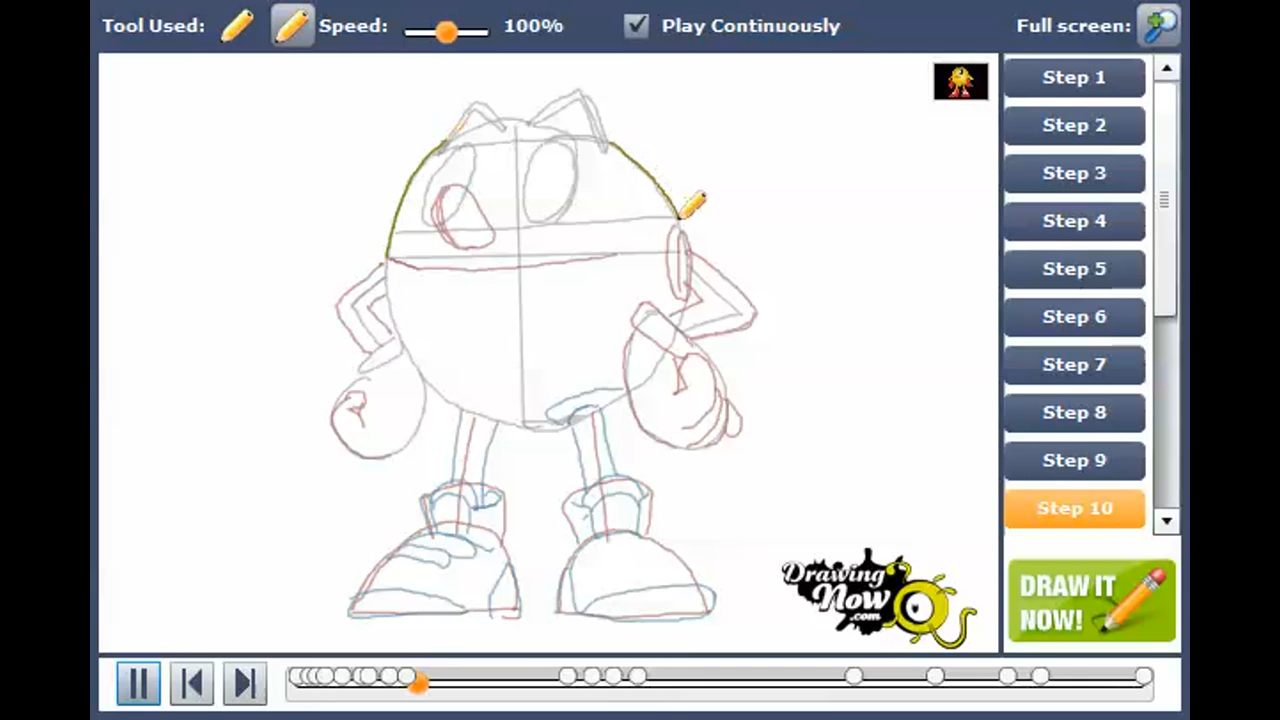 Tool Used:
Speed:
100%
Play Continuously
Full screen:
Step 1
Step 2
Step 3
Step 4
Step 5
Step 6
Step 7
Step 8
Step 9
Step 10
Drawing
Now
.com
DRAW IT
NOW!